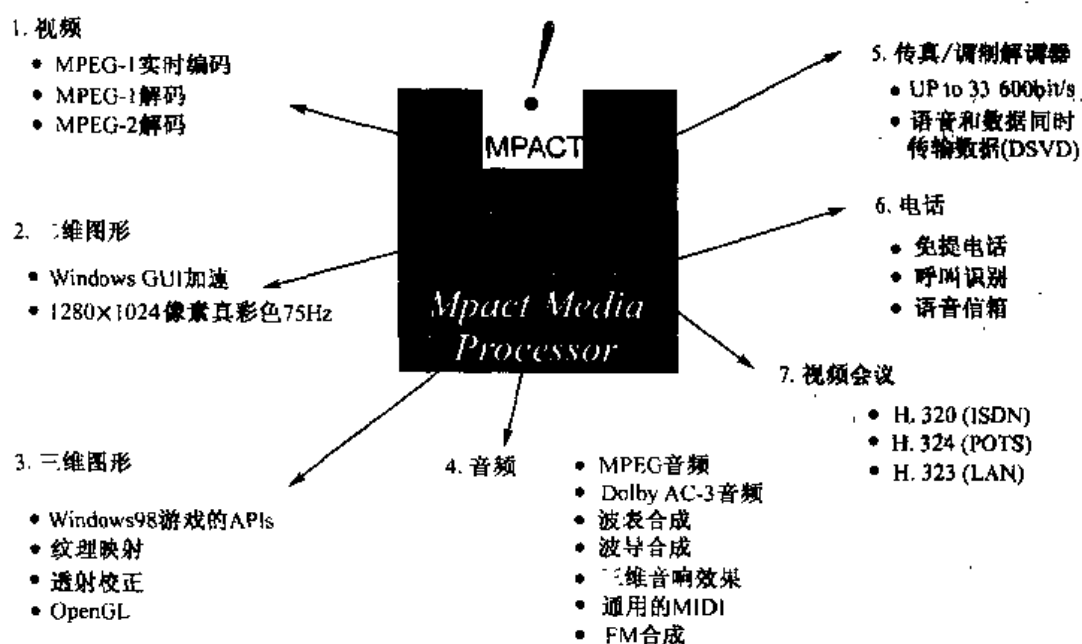 1. 视频
• MPEG-1实时编码
• MPEG-1解码
• MPEG-2解码
MPACT
Mpact Media
Processor
2. 二维图形
• Windows GUI加速
• 1280×1024像素真彩色75Hz
3. 三维图形
• Windows98游戏的APIs
• 纹理映射
• 透射校正
• OpenGL
4. 音频
• MPEG音频
• Dolby AC-3音频
• 波表合成
• 波导合成
• 三维音响效果
• 通用的MIDI
• FM合成
5. 传真/调制解调器
• UP to 33 600bit/s
• 语音和数据同时
传输数据(DSVD)
6. 电话
• 免提电话
• 呼叫识别
• 语音信箱
7. 视频会议
• H. 320 (ISDN)
• H. 324 (POTS)
• H. 323 (LAN)